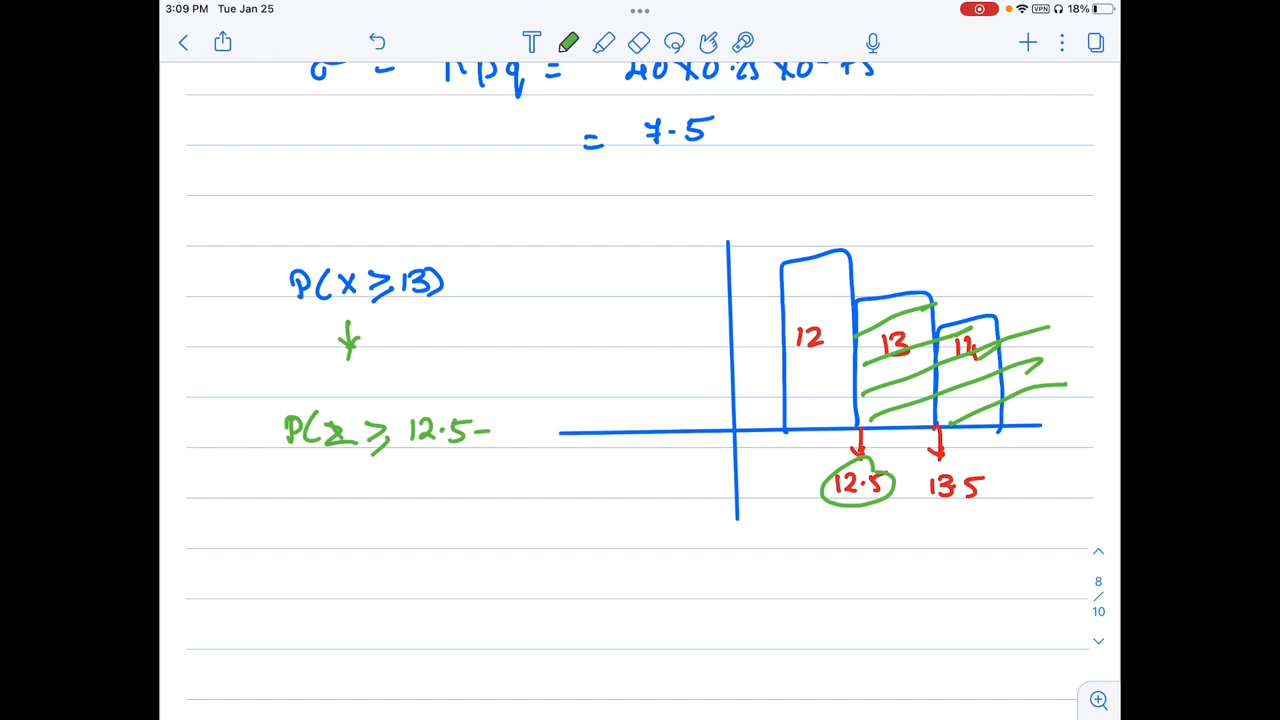 3:09 PM Tue Jan 25
VPN 18%
= 7.5
P(X ≥ 13)
12 13 14
P(Z ≥ 12.5 -
12.5 13.5
8
/
10